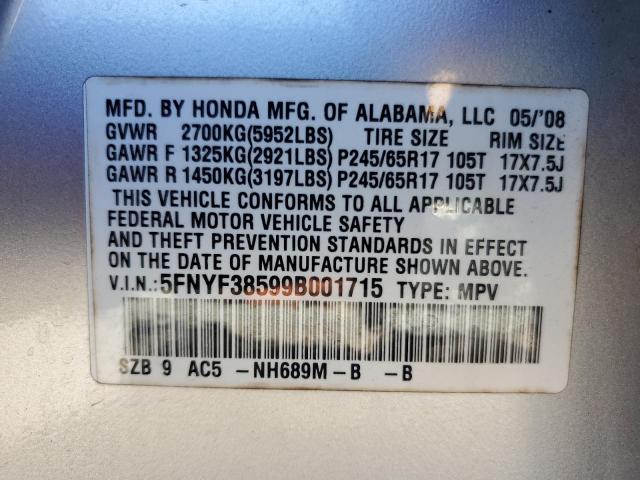 MFD. BY HONDA MFG. OF ALABAMA, LLC 05/'08
GVWR 2700KG(5952LBS) TIRE SIZE RIM SIZE
GAWR F 1325KG(2921LBS) P245/65R17 105T 17X7.5J
GAWR R 1450KG(3197LBS) P245/65R17 105T 17X7.5J
THIS VEHICLE CONFORMS TO ALL APPLICABLE
FEDERAL MOTOR VEHICLE SAFETY
AND THEFT PREVENTION STANDARDS IN EFFECT
ON THE DATE OF MANUFACTURE SHOWN ABOVE.
V.I.N.: 5FNYF38599B001715 TYPE: MPV
SZB 9 AC5 -NH689M-B -B